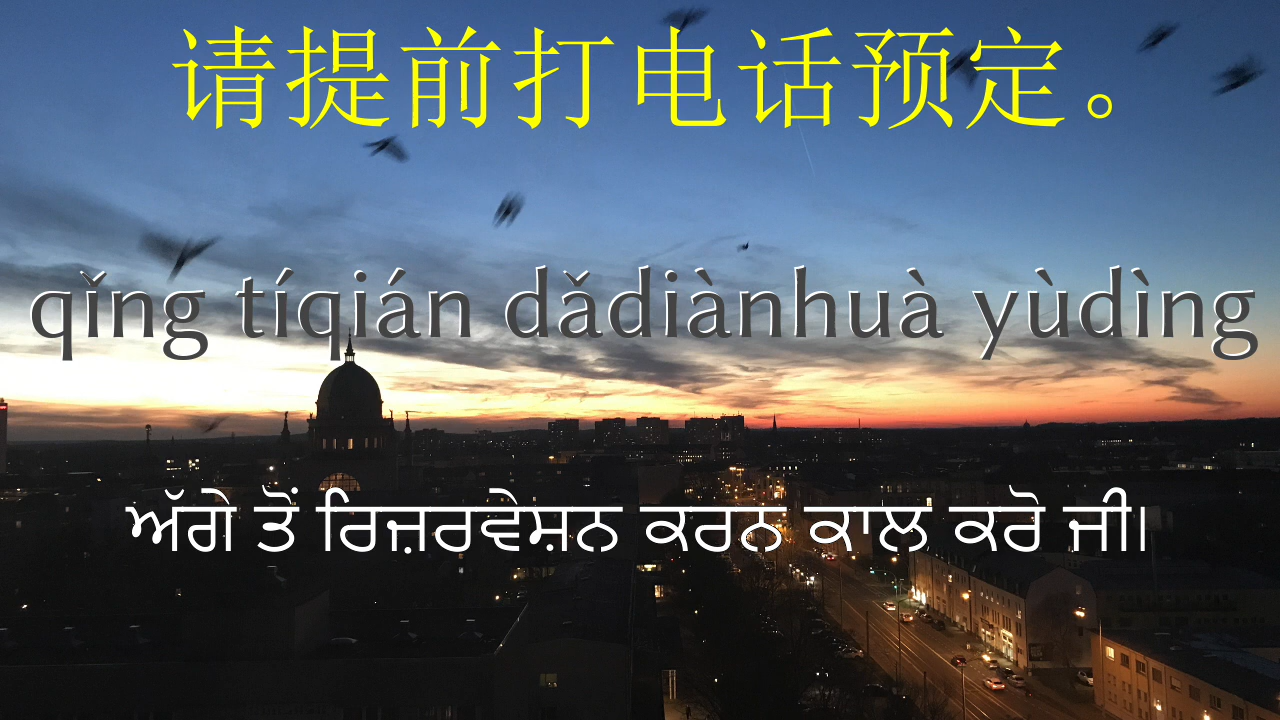 请提前打电话预定。
qǐng tíqián dǎdiànhuà yùdìng
ਅੱਗੇ ਤੋਂ ਰਿਜ਼ਰਵੇਸ਼ਨ ਕਰਨ ਕਾਲ ਕਰੋ ਜੀ।